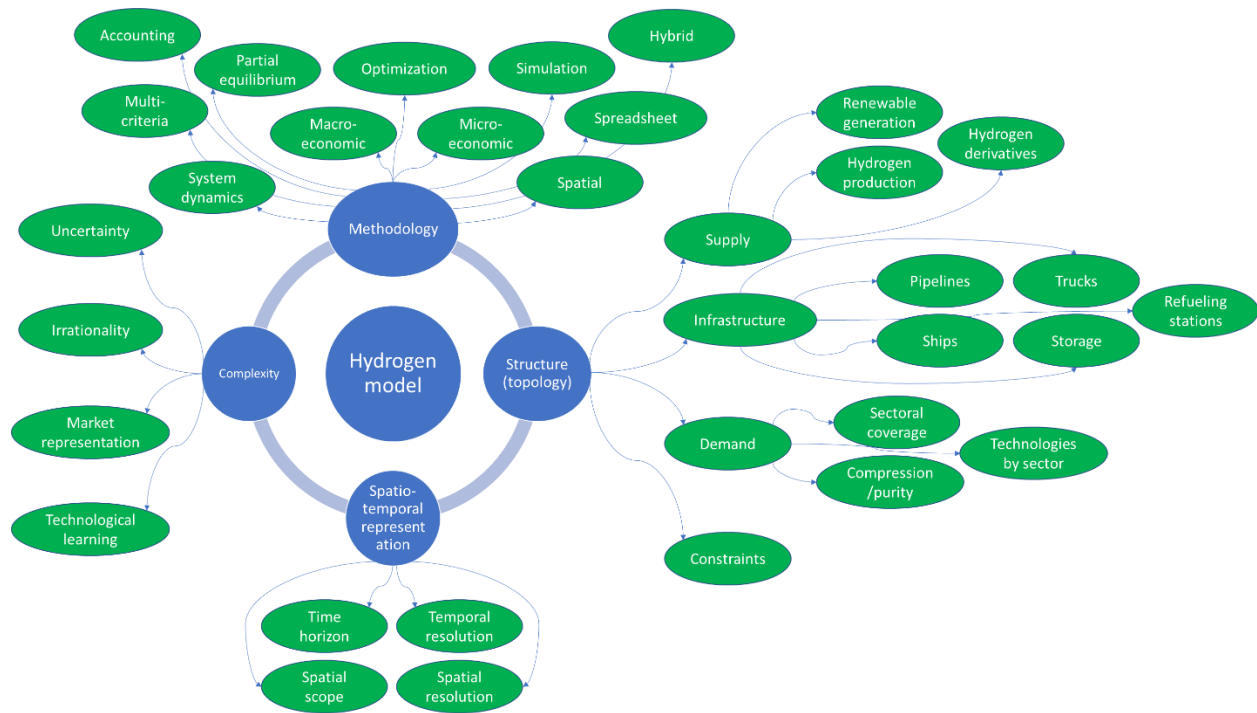 Accounting
Partial
equilibrium
Optimization
Simulation
Hybrid
Multi-
criteria
Macro-
economic
Micro-
economic
Spreadsheet
System
dynamics
Spatial
Methodology
Renewable
generation
Hydrogen
derivatives
Hydrogen
production
Supply
Uncertainty
Irrationality
Market
representation
Technological
learning
Complexity
Hydrogen
model
Structure
(topology)
Infrastructure
Pipelines
Trucks
Refueling
stations
Ships
Storage
Demand
Sectoral
coverage
Technologies
by sector
Compression
/purity
Constraints
Spatio-
temporal
represent
ation
Time
horizon
Temporal
resolution
Spatial
scope
Spatial
resolution